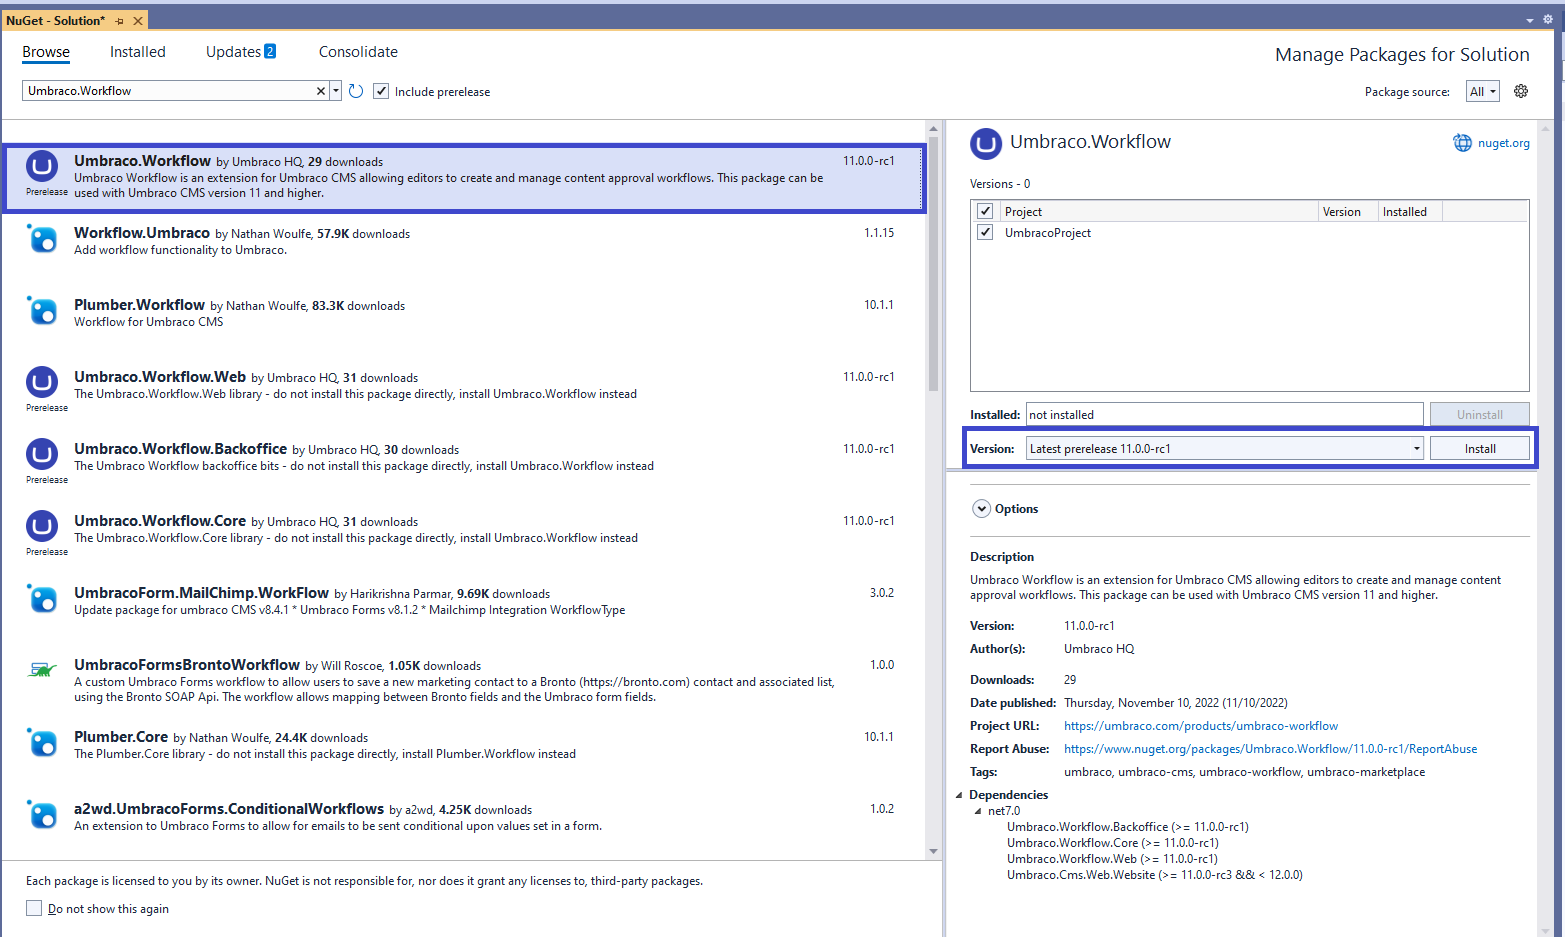 NuGet - Solution*
Browse Installed Updates 2 Consolidate
Manage Packages for Solution
Umbraco.Workflow
Include prerelease
Package source: All
Umbraco.Workflow by Umbraco HQ, 29 downloads 11.0.0-rc1
Umbraco Workflow is an extension for Umbraco CMS allowing editors to create and manage content approval workflows. This package can be
Prerelease used with Umbraco CMS version 11 and higher.
Workflow.Umbraco by Nathan Woulfe, 57.9K downloads 1.1.15
Add workflow functionality to Umbraco.
Plumber.Workflow by Nathan Woulfe, 83.3K downloads 10.1.1
Workflow for Umbraco CMS
Umbraco.Workflow.Web by Umbraco HQ, 31 downloads 11.0.0-rc1
The Umbraco.Workflow.Web library - do not install this package directly, install Umbraco.Workflow instead
Prerelease
Umbraco.Workflow.Backoffice by Umbraco HQ, 30 downloads 11.0.0-rc1
The Umbraco Workflow backoffice bits - do not install this package directly, install Umbraco.Workflow instead
Prerelease
Umbraco.Workflow.Core by Umbraco HQ, 31 downloads 11.0.0-rc1
The Umbraco.Workflow.Core library - do not install this package directly, install Umbraco.Workflow instead
Prerelease
UmbracoForm.MailChimp.WorkFlow by Harikrishna Parmar, 9.69K downloads 3.0.2
Update package for umbraco CMS v8.4.1 * Umbraco Forms v8.1.2 * Mailchimp Integration WorkflowType
UmbracoFormsBrontoWorkflow by Will Roscoe, 1.05K downloads 1.0.0
A custom Umbraco Forms workflow to allow users to save a new marketing contact to a Bronto (https://bronto.com) contact and associated list,
using the Bronto SOAP Api. The workflow allows mapping between Bronto fields and the Umbraco form fields.
Plumber.Core by Nathan Woulfe, 24.4K downloads 10.1.1
The Plumber.Core library - do not install this package directly, install Plumber.Workflow instead
a2wd.UmbracoForms.ConditionalWorkflows by a2wd, 4.25K downloads 1.0.2
An extension to Umbraco Forms to allow for emails to be sent conditional upon values set in a form.
Each package is licensed to you by its owner. NuGet is not responsible for, nor does it grant any licenses to, third-party packages.
Do not show this again
Umbraco.Workflow nuget.org
Versions - 0
Project Version Installed
UmbracoProject
Installed: not installed Uninstall
Version: Latest prerelease 11.0.0-rc1 Install
Options
Description
Umbraco Workflow is an extension for Umbraco CMS allowing editors to create and manage content
approval workflows. This package can be used with Umbraco CMS version 11 and higher.
Version: 11.0.0-rc1
Author(s): Umbraco HQ
Downloads: 29
Date published: Thursday, November 10, 2022 (11/10/2022)
Project URL: https://umbraco.com/products/umbraco-workflow
Report Abuse: https://www.nuget.org/packages/Umbraco.Workflow/11.0.0-rc1/ReportAbuse
Tags: umbraco, umbraco-cms, umbraco-workflow, umbraco-marketplace
Dependencies
net7.0
Umbraco.Workflow.Backoffice (>= 11.0.0-rc1)
Umbraco.Workflow.Core (>= 11.0.0-rc1)
Umbraco.Workflow.Web (>= 11.0.0-rc1)
Umbraco.Cms.Web.Website (>= 11.0.0-rc3 && < 12.0.0)